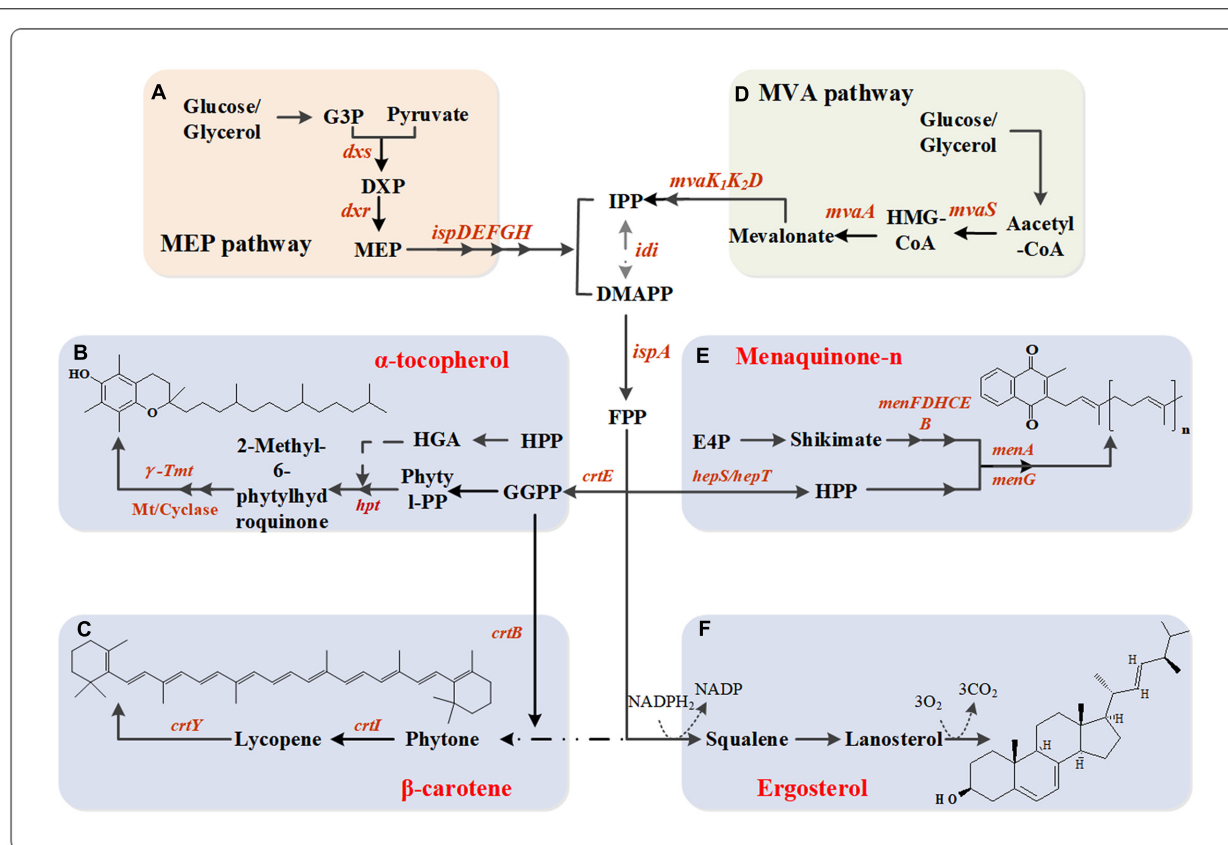 A
Glucose/
Glycerol
G3P
Pyruvate
dxs
DXP
dxr
MEP pathway
MEP
ispDEFGH
IPP
idi
DMAPP
ispA
FPP
D
MVA pathway
Glucose/
Glycerol
mvaK1K2D
Mevalonate
mvaA
HMG-
CoA
mvaS
Aacetyl
-CoA
B
α-tocopherol
HO
O
HGA
HPP
2-Methyl-
6-
phytylhyd
roquinone
γ-Tmt
Mt/Cyclase
hpt
Phyty
l-PP
GGPP
crtE
E
Menaquinone-n
O
O
n
menFDHCE
B
E4P
Shikimate
menA
menG
hepS/hepT
HPP
C
crtB
crtY
Lycopene
crtI
Phytone
β-carotene
F
NADPH2
NADP
Squalene
Lanosterol
3O2
3CO2
Ergosterol
H
H
H
H
H
HO